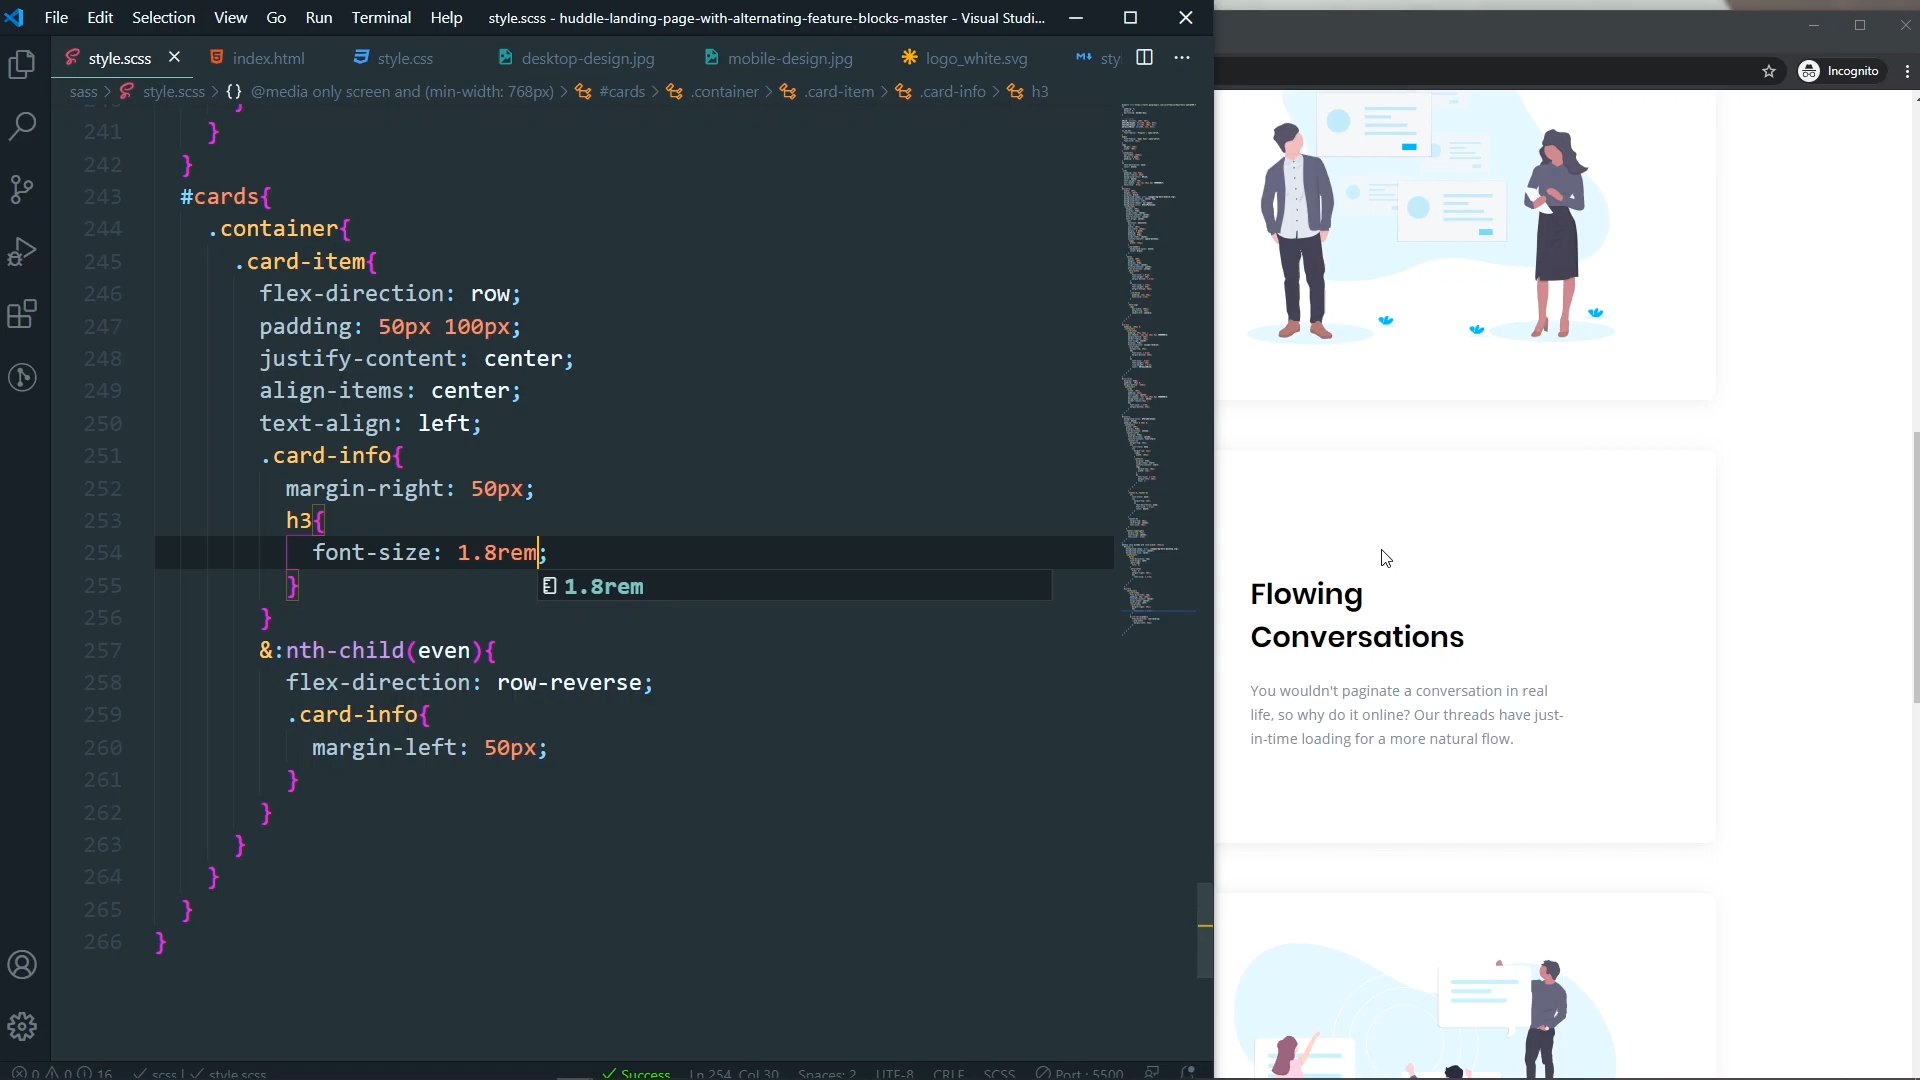 File Edit Selection View Go Run Terminal Help style.scss - huddle-landing-page-with-alternating-feature-blocks-master - Visual Studi...
style.scss index.html style.css desktop-design.jpg mobile-design.jpg logo_white.svg sty
Incognito
sass > style.scss > {} @media only screen and (min-width: 768px) > #cards > .container > .card-item > .card-info > h3
241 }
242 }
243 #cards{
244 .container{
245 .card-item{
246 flex-direction: row;
247 padding: 50px 100px;
248 justify-content: center;
249 align-items: center;
250 text-align: left;
251 .card-info{
252 margin-right: 50px;
253 h3{
254 font-size: 1.8rem;
255 }
1.8rem
256 }
257 &:nth-child(even){
258 flex-direction: row-reverse;
259 .card-info{
260 margin-left: 50px;
261 }
262 }
263 }
264 }
265 }
266 }
Flowing
Conversations
You wouldn't paginate a conversation in real
life, so why do it online? Our threads have just-
in-time loading for a more natural flow.
0 0 16 scss | style.scss Success Ln 254, Col 30 Spaces: 2 UTF-8 CRLF SCSS Port : 5500